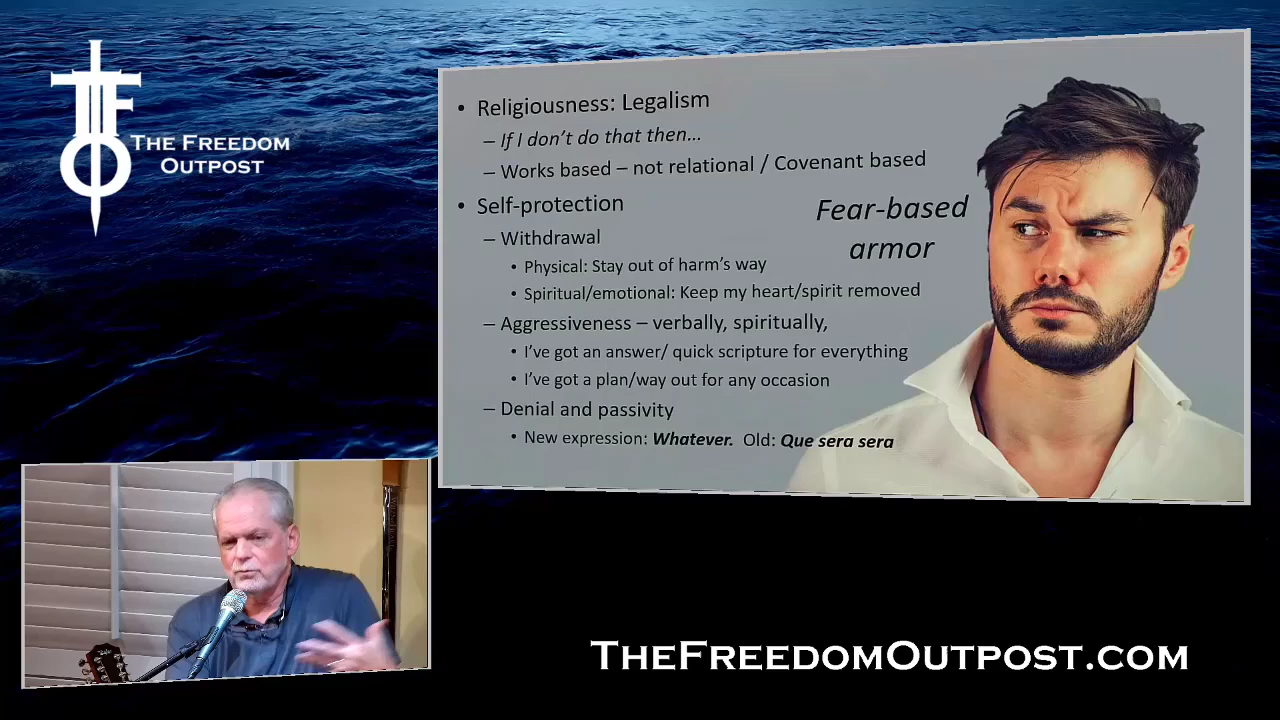 THE FREEDOM
OUTPOST
• Religiousness: Legalism
– If I don't do that then...
– Works based – not relational / Covenant based
• Self-protection
– Withdrawal
• Physical: Stay out of harm's way
• Spiritual/emotional: Keep my heart/spirit removed
– Aggressiveness – verbally, spiritually,
• I've got an answer/ quick scripture for everything
• I've got a plan/way out for any occasion
– Denial and passivity
• New expression: Whatever. Old: Que sera sera
Fear-based
armor
THEFREEDOMOUTPOST.COM